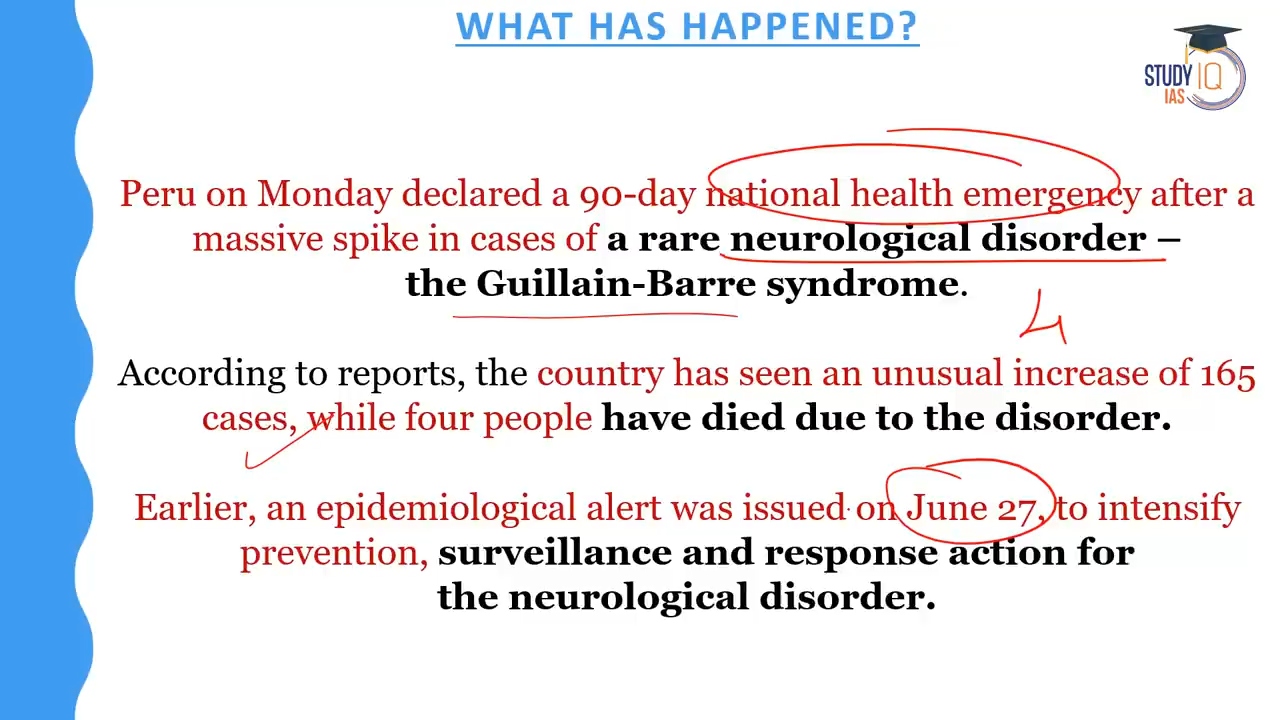 WHAT HAS HAPPENED?
STUDY IQ
IAS
Peru on Monday declared a 90-day national health emergency after a
massive spike in cases of a rare neurological disorder –
the Guillain-Barre syndrome.
4
According to reports, the country has seen an unusual increase of 165
cases, while four people have died due to the disorder.
Earlier, an epidemiological alert was issued on June 27, to intensify
prevention, surveillance and response action for
the neurological disorder.